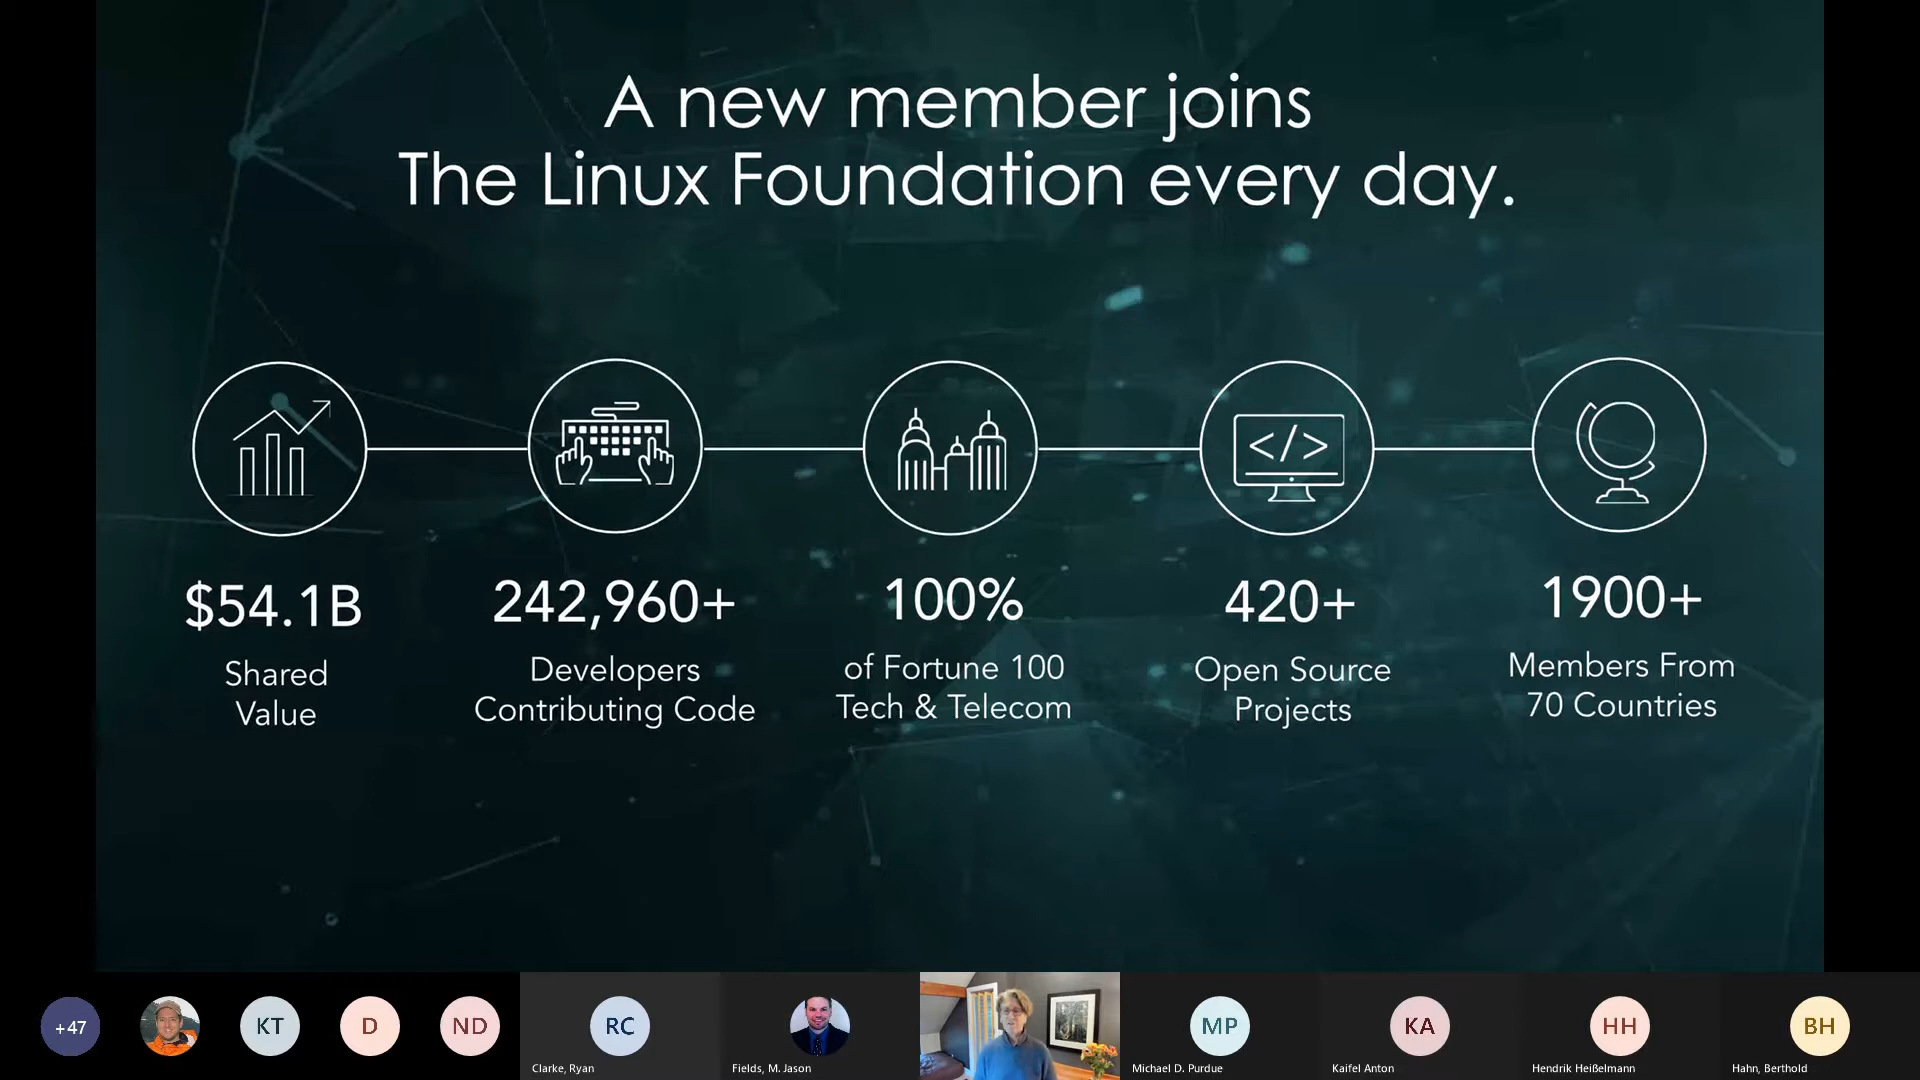 A new member joins
The Linux Foundation every day.
</>
$54.1B
Shared
Value
242,960+
Developers
Contributing Code
100%
of Fortune 100
Tech & Telecom
420+
Open Source
Projects
1900+
Members From
70 Countries
+47
KT
D
ND
RC
Clarke, Ryan
Fields, M. Jason
MP
Michael D. Purdue
KA
Kaifel Anton
HH
Hendrik Heißelmann
BH
Hahn, Berthold